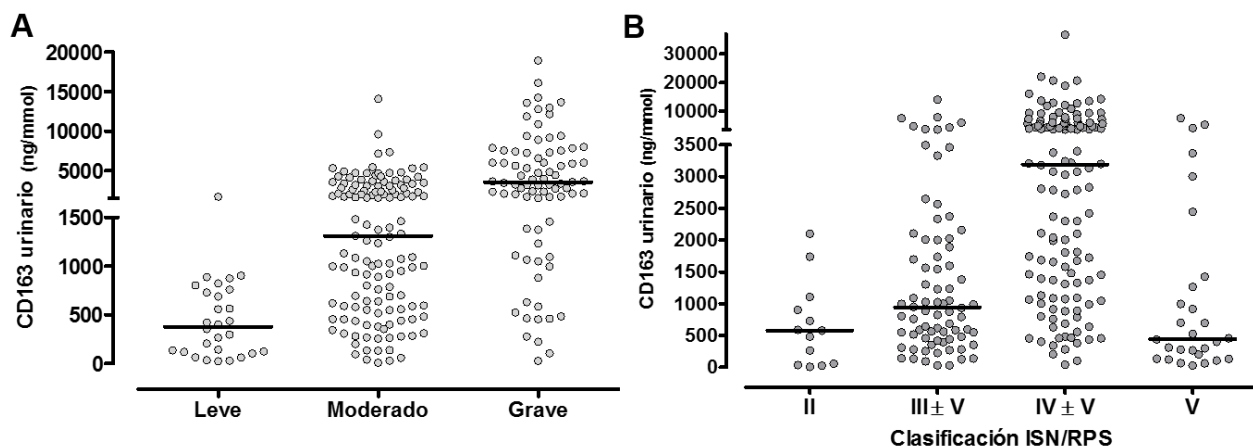 A
CD163 urinario (ng/mmol)
20000
15000
10000
5000
1500
1000
500
0
Leve Moderado Grave
B
CD163 urinario (ng/mmol)
30000
20000
10000
3500
3000
2500
2000
1500
1000
500
0
II III ± V IV ± V V
Clasificación ISN/RPS